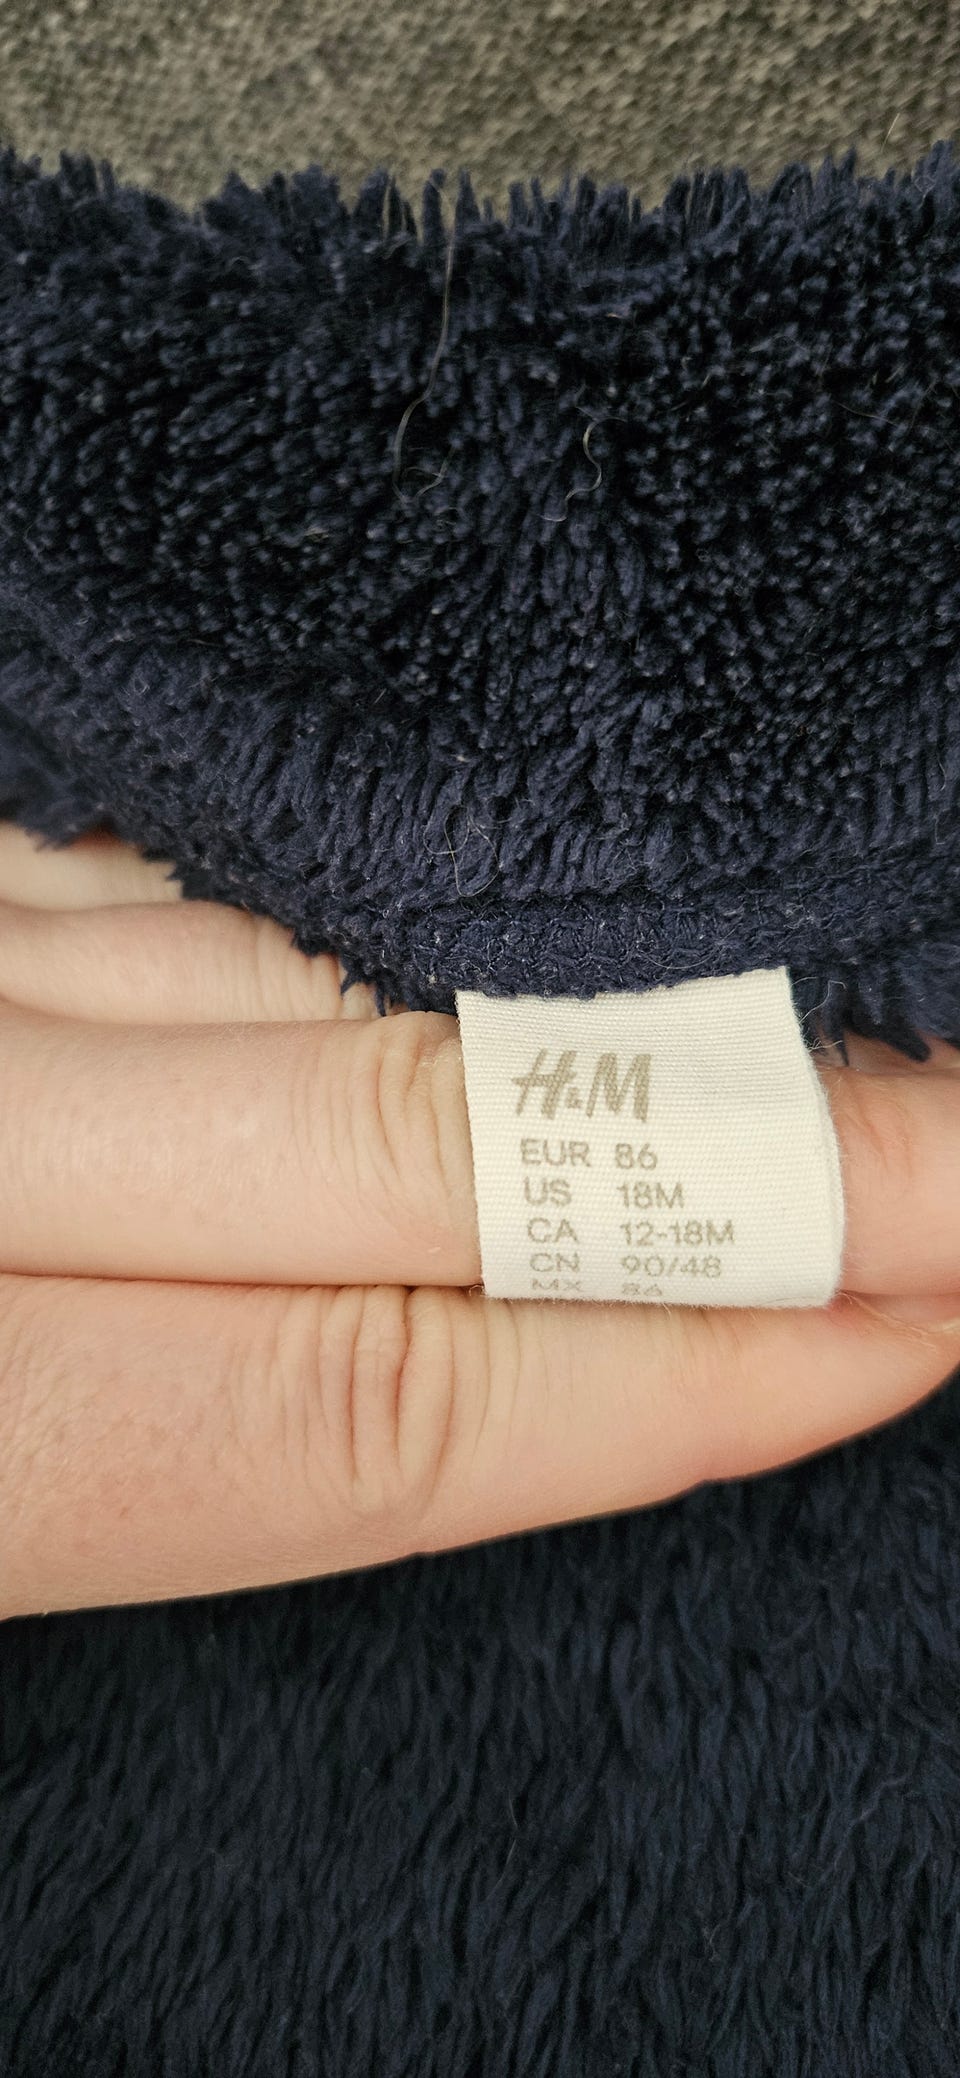 H&M
EUR 86
US 18M
CA 12-18M
CN 90/48
MX 86